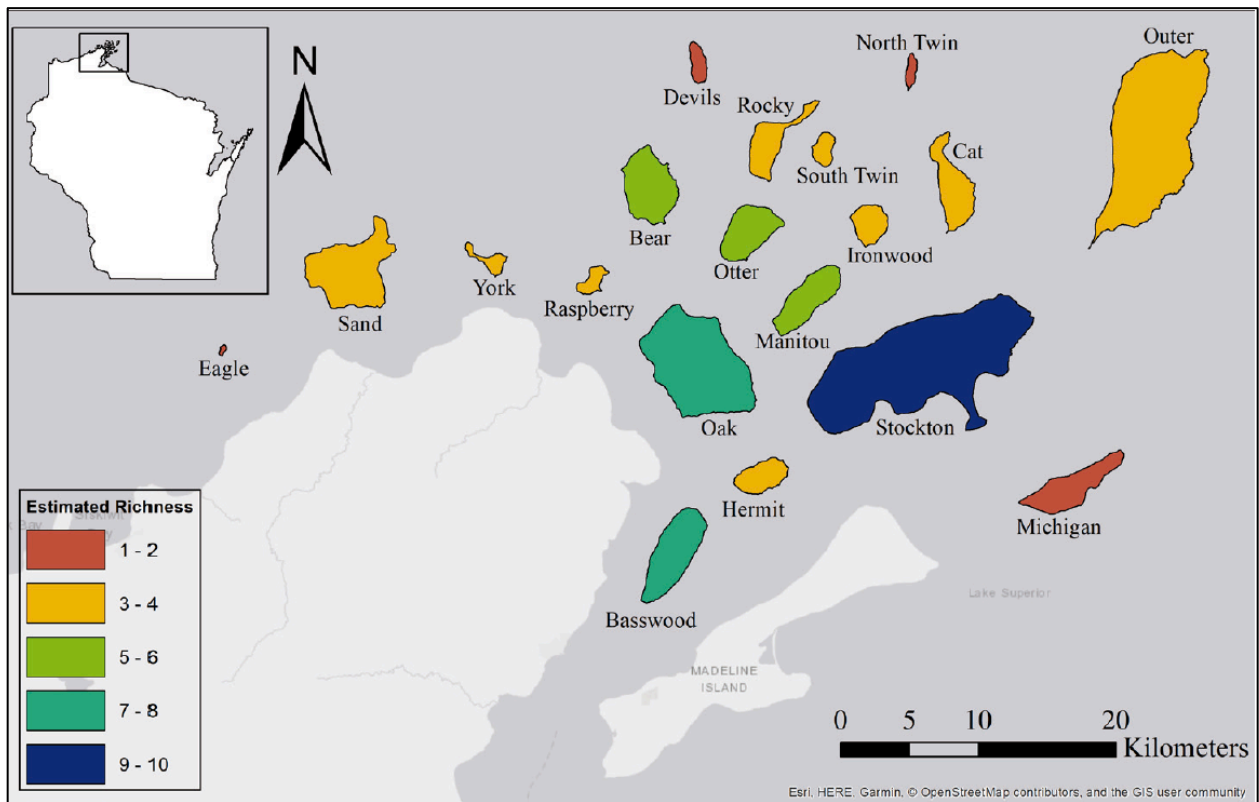 N
Devils
North Twin
Outer
Rocky
South Twin
Cat
Bear
Otter
Ironwood
Sand
York
Raspberry
Manitou
Eagle
Oak
Stockton
Hermit
Michigan
Basswood
Lake Superior
MADELINE
ISLAND
Estimated Richness
1 - 2
3 - 4
5 - 6
7 - 8
9 - 10
0 5 10 20
Kilometers
Esri, HERE, Garmin, © OpenStreetMap contributors, and the GIS user community